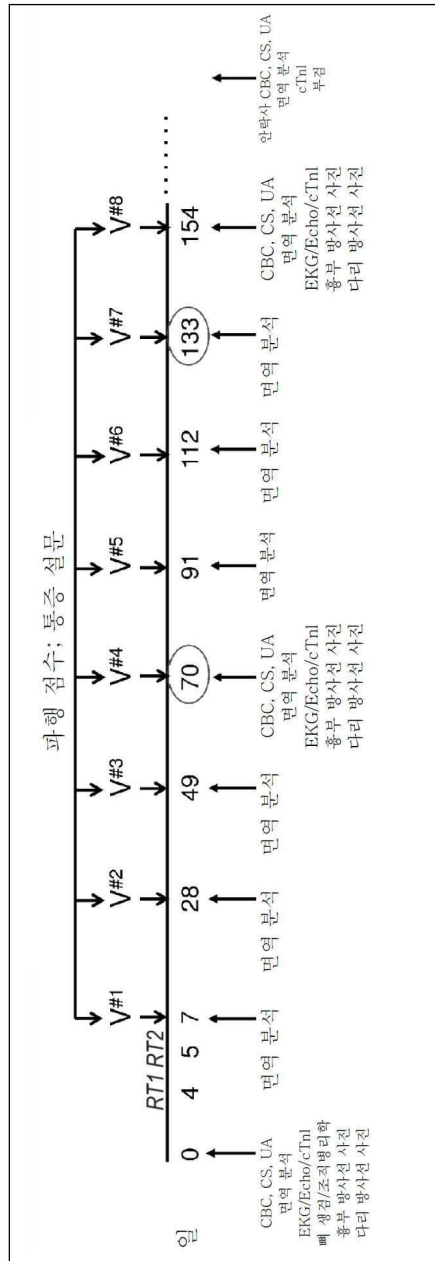 파행 점수; 통증 설문
V#1 V#2 V#3 V#4 V#5 V#6 V#7 V#8
RT1 RT2
일 0 4 5 7 28 49 70 91 112 133 154
CBC, CS, UA
면역 분석
EKG/Echo/cTnl
뼈 생검/조직병리학
흉부 방사선 사진
다리 방사선 사진
면역 분석
면역 분석
면역 분석
CBC, CS, UA
면역 분석
EKG/Echo/cTnl
흉부 방사선 사진
다리 방사선 사진
면역 분석
면역 분석
면역 분석
CBC, CS, UA
면역 분석
EKG/Echo/cTnl
흉부 방사선 사진
다리 방사선 사진
안락사 CBC, CS, UA
면역 분석
cTnl
부검